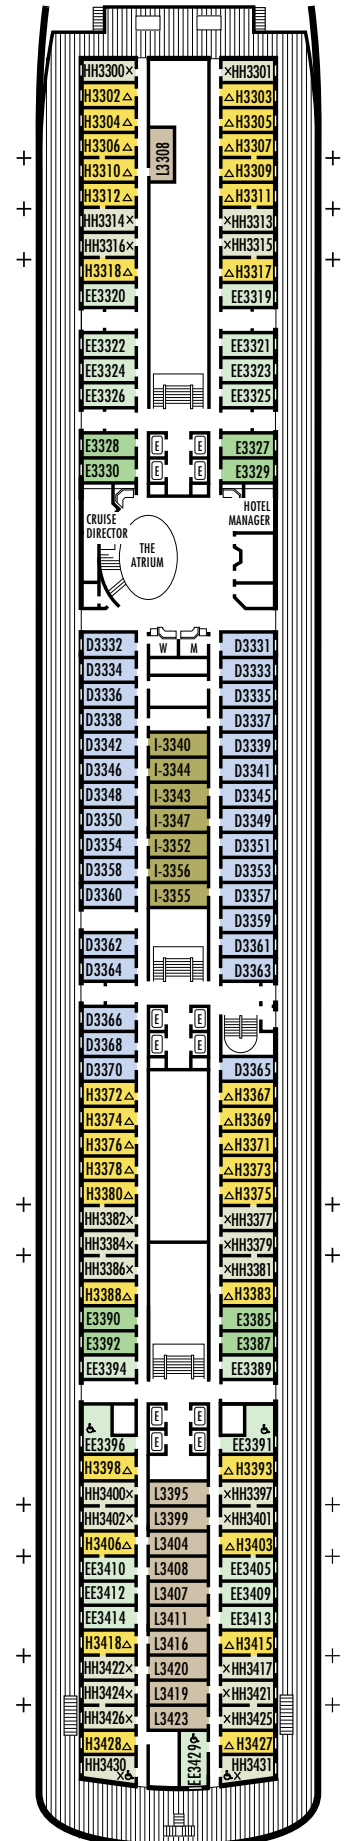 HH3300× ×HH3301
H3302△ △H3303
H3304△ △H3305
H3306△ L3308 △H3307
H3310△ △H3309
H3312△ △H3311
HH3314× ×HH3313
HH3316× ×HH3315
H3318△ △H3317
EE3320 EE3319
EE3322 EE3321
EE3324 EE3323
EE3326 EE3325
E3328 E E E3327
E3330 E E E3329
CRUISE
DIRECTOR
HOTEL
MANAGER
THE
ATRIUM
D3332 W M D3331
D3334 D3333
D3336 D3335
D3338 D3337
D3342 I-3340 D3339
D3346 I-3344 D3341
D3348 I-3343 D3345
D3350 I-3347 D3349
D3354 I-3352 D3351
D3358 I-3356 D3353
D3360 I-3355 D3357
D3359
D3362 D3361
D3364 D3363
D3366 E E
D3368 E E
D3370 D3365
H3372△ △H3367
H3374△ △H3369
H3376△ △H3371
H3378△ △H3373
H3380△ △H3375
HH3382× ×HH3377
HH3384× ×HH3379
HH3386× ×HH3381
H3388△ △H3383
E3390 E3385
E3392 E3387
EE3394 EE3389
E E
EE3396 E E EE3391
H3398△ △H3393
HH3400× L3395 ×HH3397
HH3402× L3399 ×HH3401
H3406△ L3404 △H3403
EE3410 L3408 EE3405
EE3412 L3407 EE3409
EE3414 L3411 EE3413
H3418△ L3416 △H3415
HH3422× L3420 ×HH3417
HH3424× L3419 ×HH3421
HH3426× L3423 ×HH3425
H3428△ EE3429 △H3427
HH3430 HH3431
× ×